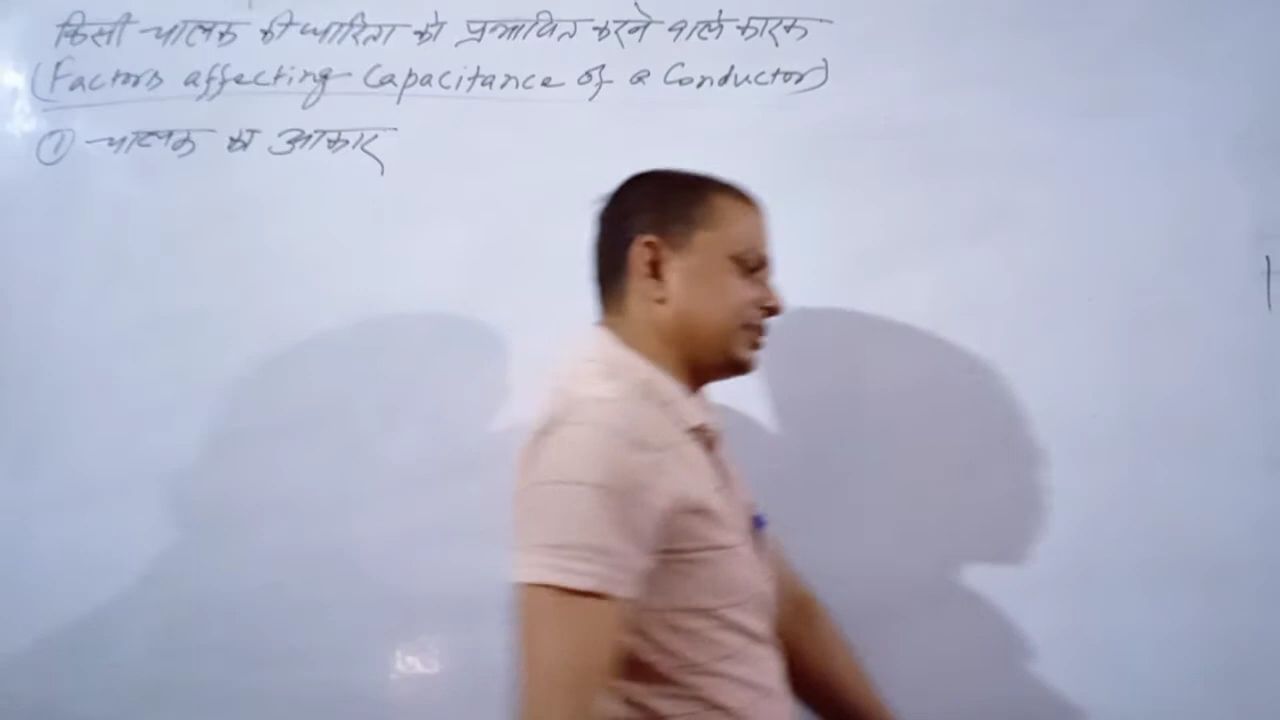 किसी चालक की धारिता को प्रभावित करने वाले कारक
(Factors affecting Capacitance of a Conductor)
① चालक का आकार